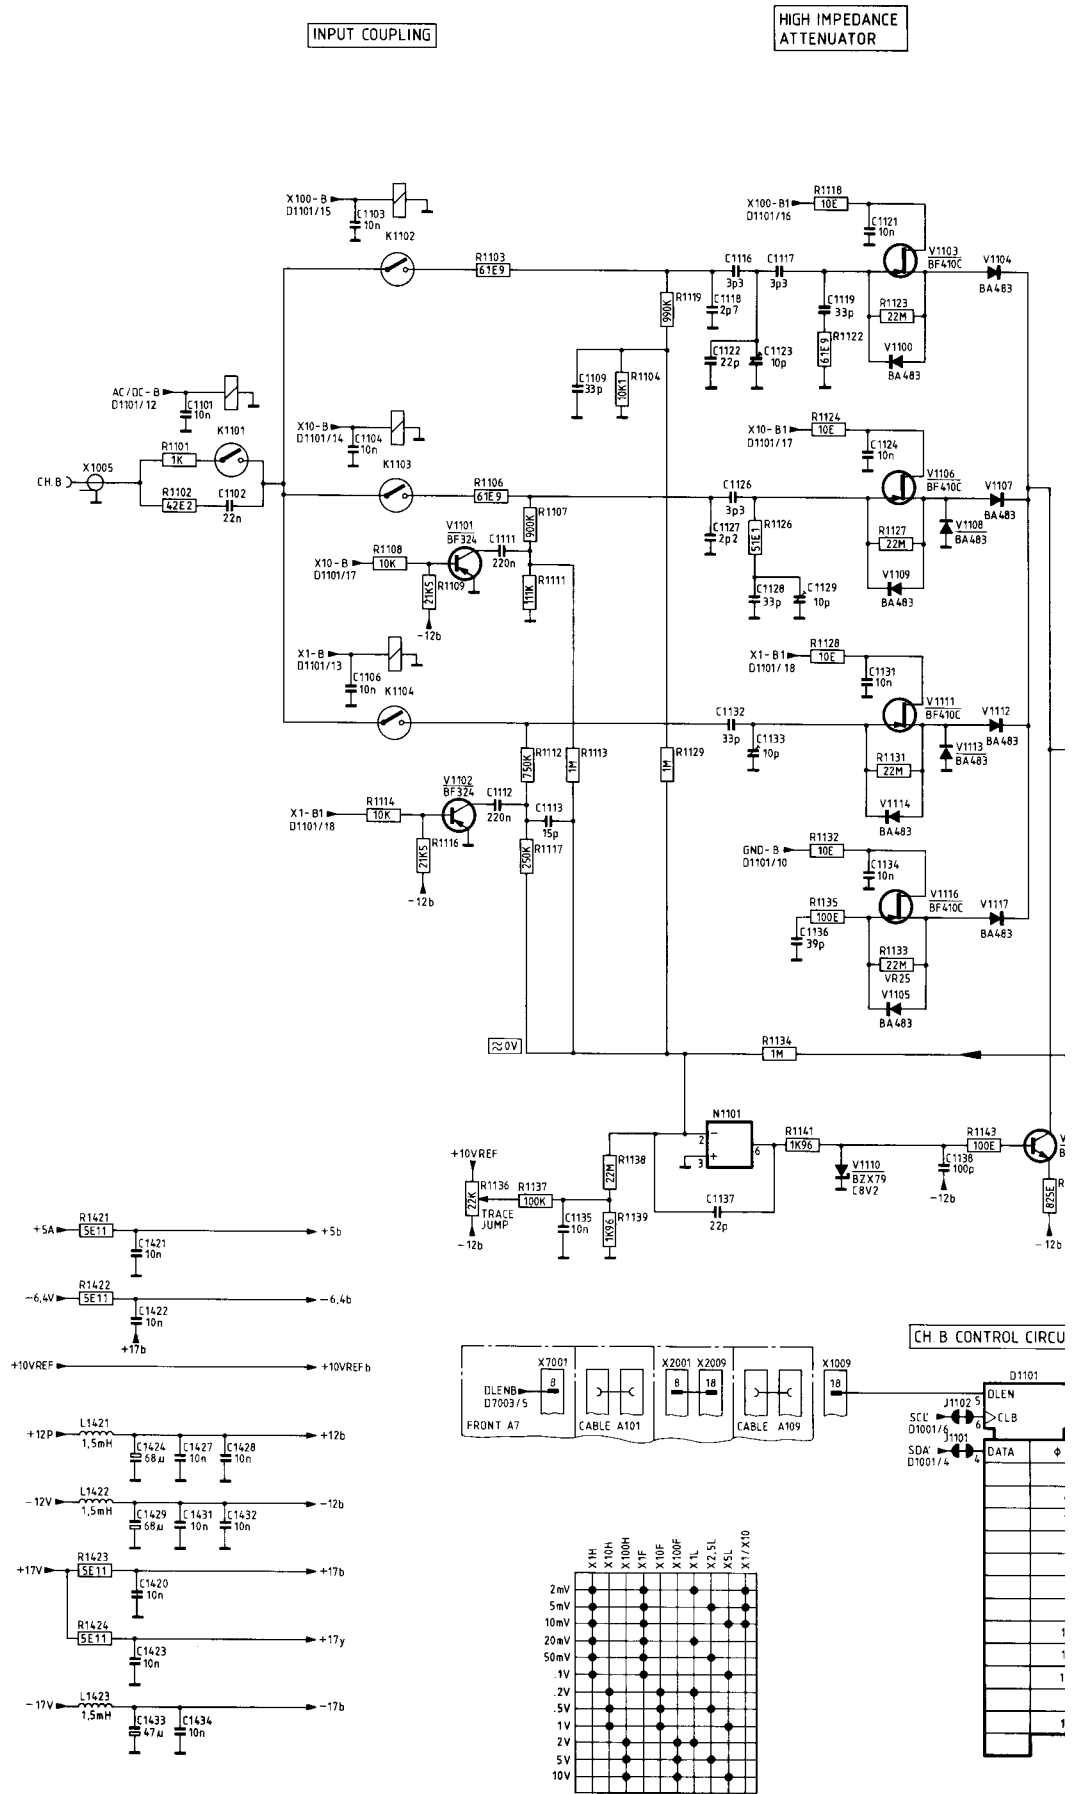 INPUT COUPLING
HIGH IMPEDANCE
ATTENUATOR
X100-B
D1101/15
C1103
10n
K1102
R1103
61E9
X100-B1
D1101/16
R1118
10E
C1121
10n
V1103
BF410C
V1104
BA483
C1116
3p3
C1117
3p3
R1119
990K
C1118
2p7
C1119
33p
R1122
61E9
R1123
22M
V1100
BA483
C1122
22p
C1123
10p
C1109
33p
R1104
10K1
AC/DC-B
D1101/12
C1101
10n
K1101
X10-B
D1101/14
C1104
10n
K1103
R1106
61E9
CH.B
X1005
R1101
1K
R1102
42E2
C1102
22n
X10-B1
D1101/17
R1124
10E
C1124
10n
V1106
BF410C
V1107
BA483
C1126
3p3
C1127
2p2
R1126
51E1
R1127
22M
V1108
BA483
V1109
BA483
C1128
33p
C1129
10p
R1107
900K
V1101
BF324
C1111
220n
X10-B
D1101/17
R1108
10K
R1109
21K5
-12b
R1111
111K
X1-B
D1101/13
C1106
10n
K1104
X1-B1
D1101/18
R1128
10E
C1131
10n
V1111
BF410C
V1112
BA483
C1132
33p
C1133
10p
R1131
22M
V1113
BA483
V1114
BA483
R1112
750K
R1113
1M
R1129
1M
V1102
BF324
C1112
220n
X1-B1
D1101/18
R1114
10K
C1113
15p
R1116
21K5
-12b
R1117
250K
GND-B
D1101/10
R1132
10E
C1134
10n
V1116
BF410C
V1117
BA483
R1135
100E
C1136
39p
R1133
22M
VR25
V1105
BA483
≈0V
R1134
1M
N1101
2
-
3
+
6
R1141
1K96
R1143
100E
V
B
V1110
BZX79
C8V2
C1138
100p
-12b
R
825E
-12b
+10VREF
R1136
22K
TRACE
JUMP
-12b
R1137
100K
R1138
22M
C1135
10n
R1139
1K96
C1137
22p
+5A
R1421
5E11
C1421
10n
+5b
-6,4V
R1422
5E11
C1422
10n
+17b
-6,4b
+10VREF
+10VREFb
+12P
L1421
1,5mH
C1424
68µ
C1427
10n
C1428
10n
+12b
-12V
L1422
1,5mH
C1429
68µ
C1431
10n
C1432
10n
-12b
+17V
R1423
5E11
C1420
10n
+17b
R1424
5E11
C1423
10n
+17y
-17V
L1423
1,5mH
C1433
47µ
C1434
10n
-17b
X7001
8
DLENB
D7003/5
FRONT A7
CABLE A101
X2001
8
X2009
18
CABLE A109
X1009
18
CH.B CONTROL CIRCU
D1101
DLEN
5
J1102
SCL'
D1001/6
6
CLB
J1101
SDA'
D1001/4
4
DATA
Φ
1
1
1
1
X1H
X10H
X100H
X1F
X10F
X100F
X1L
X2,5L
X5L
X1/X10
2mV
5mV
10mV
20mV
50mV
.1V
.2V
.5V
1V
2V
5V
10V